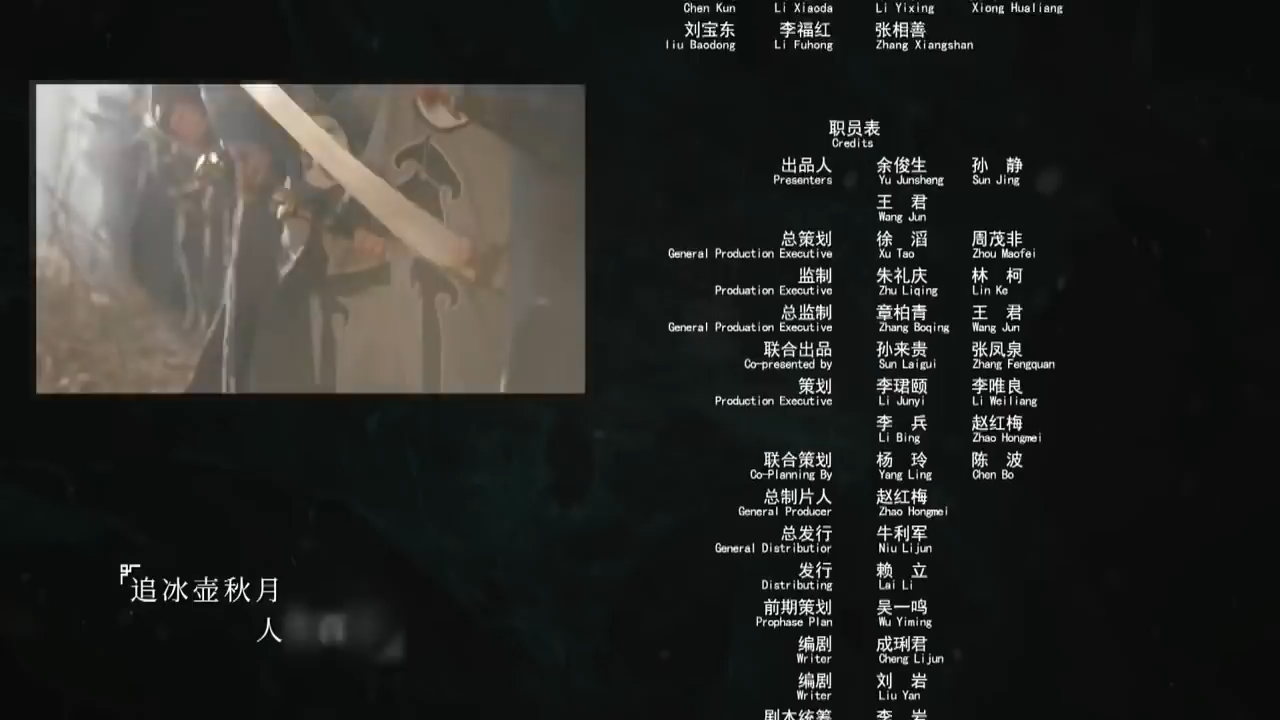 Chen Kun Li Xiaoda Li Yixing Xiong Hualiang
刘宝东 李福红 张相善
liu Baodong Li Fuhong Zhang Xiangshan
职员表
Credits
出品人 余俊生 孙 静
Presenters Yu Junsheng Sun Jing
王 君
Wang Jun
总策划 徐 滔 周茂非
General Production Executive Xu Tao Zhou Maofei
监制 朱礼庆 林 柯
Produation Executive Zhu Liqing Lin Ke
总监制 章柏青 王 君
General Produation Executive Zhang Boqing Wang Jun
联合出品 孙来贵 张凤泉
Co-presented by Sun Laigui Zhang Fengquan
策划 李珺颐 李唯良
Production Executive Li Junyi Li Weiliang
李 兵 赵红梅
Li Bing Zhao Hongmei
联合策划 杨 玲 陈 波
Co-Planning By Yang Ling Chen Bo
总制片人 赵红梅
General Producer Zhao Hongmei
总发行 牛利军
General Distributior Niu Lijun
发行 赖 立
Distributing Lai Li
前期策划 吴一鸣
Prophase Plan Wu Yiming
编剧 成琍君
Writer Cheng Lijun
编剧 刘 岩
Writer Liu Yan
剧本统筹 李 岩
追冰壶秋月
人